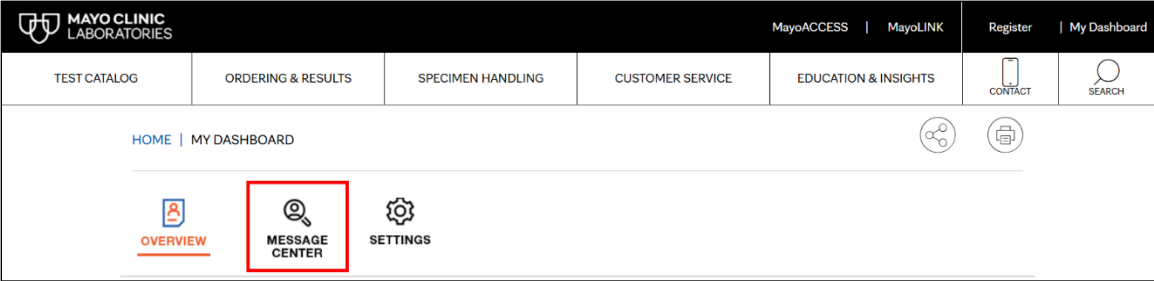 MAYO CLINIC
LABORATORIES
MayoACCESS | MayoLINK
Register | My Dashboard
TEST CATALOG
ORDERING & RESULTS
SPECIMEN HANDLING
CUSTOMER SERVICE
EDUCATION & INSIGHTS
CONTACT
SEARCH
HOME | MY DASHBOARD
OVERVIEW
MESSAGE
CENTER
SETTINGS